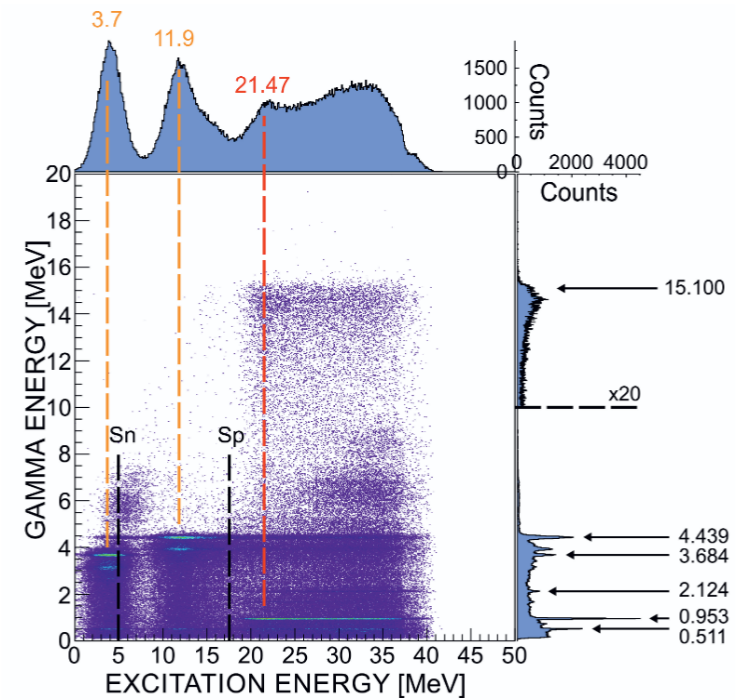 3.7
11.9
21.47
1500
1000
500
0
Counts
0 2000 4000
Counts
20
18
16
14
12
10
8
6
4
2
0
GAMMA ENERGY [MeV]
Sn
Sp
15.100
x20
4.439
3.684
2.124
0.953
0.511
0 5 10 15 20 25 30 35 40 45 50
EXCITATION ENERGY [MeV]